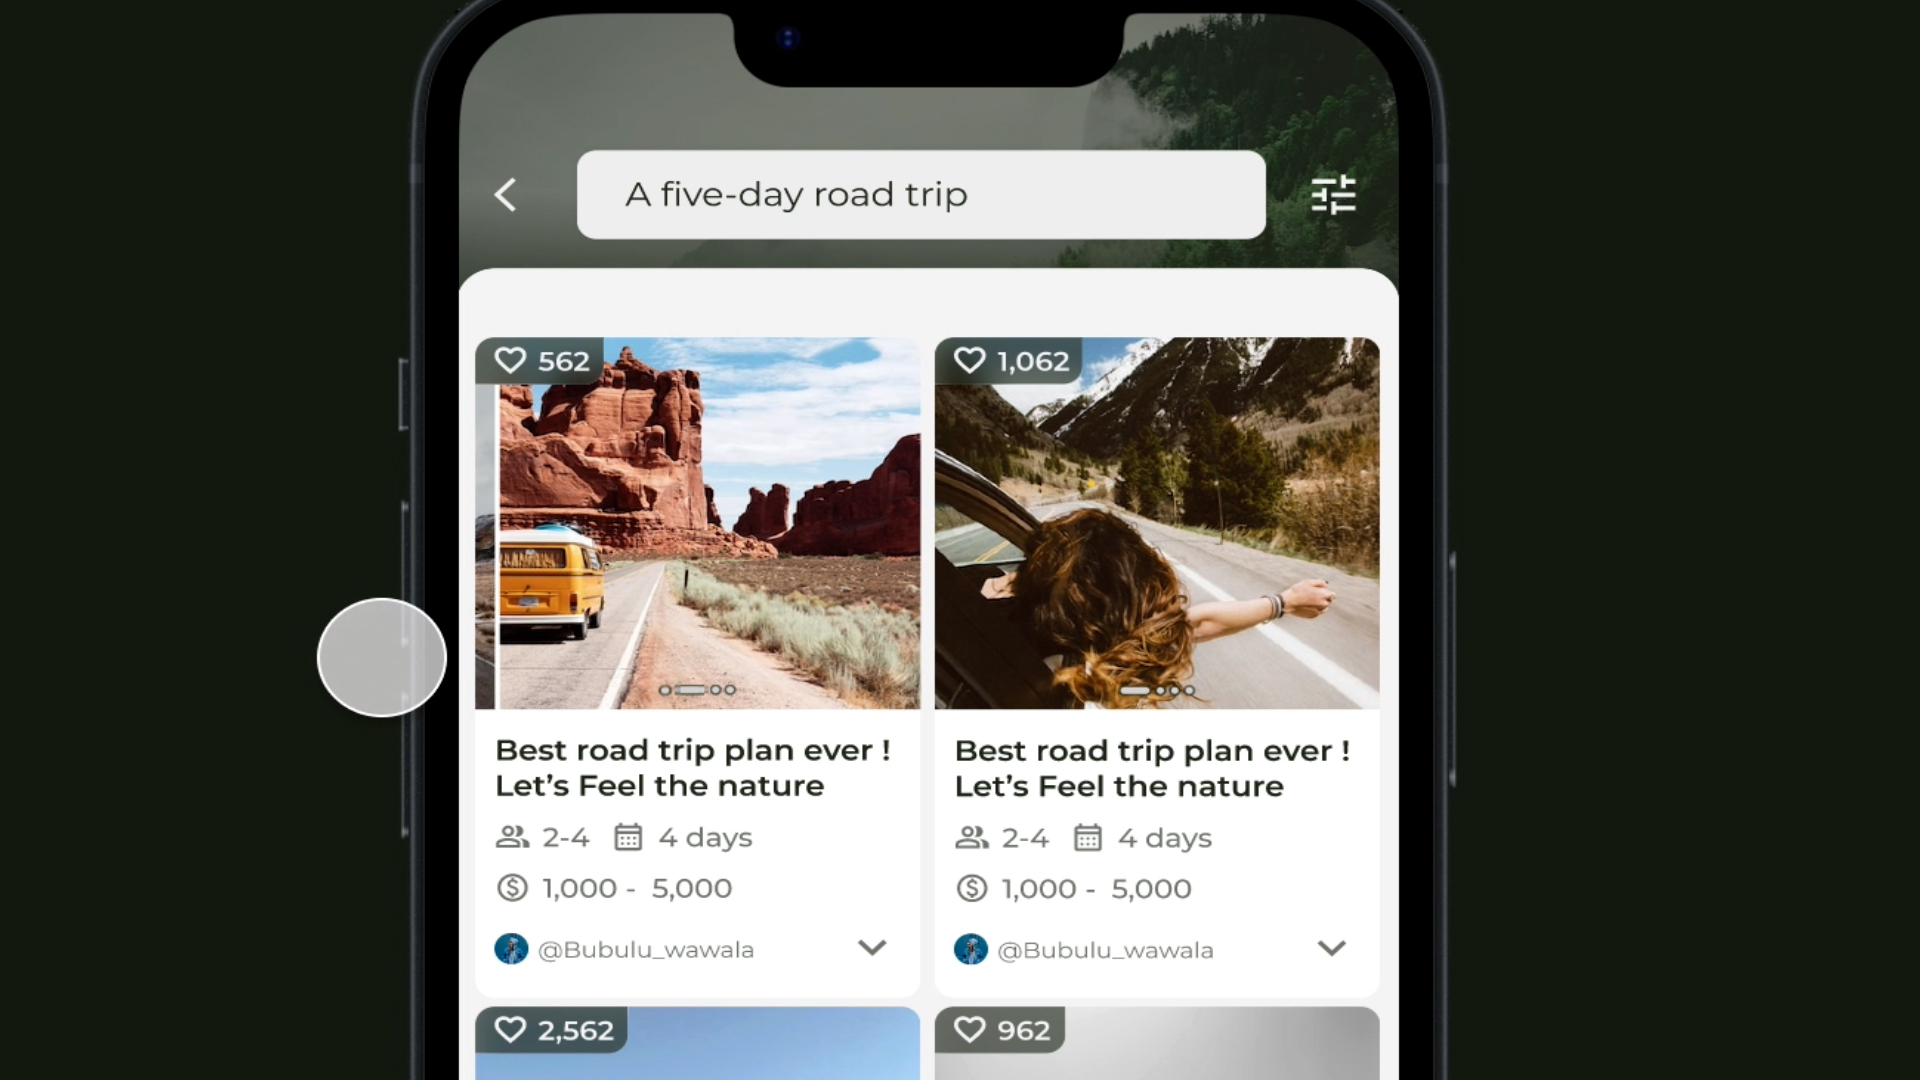 A five-day road trip
562
1,062
Best road trip plan ever !
Let’s Feel the nature
2-4 4 days
1,000 - 5,000
@Bubulu_wawala
Best road trip plan ever !
Let’s Feel the nature
2-4 4 days
1,000 - 5,000
@Bubulu_wawala
2,562
962